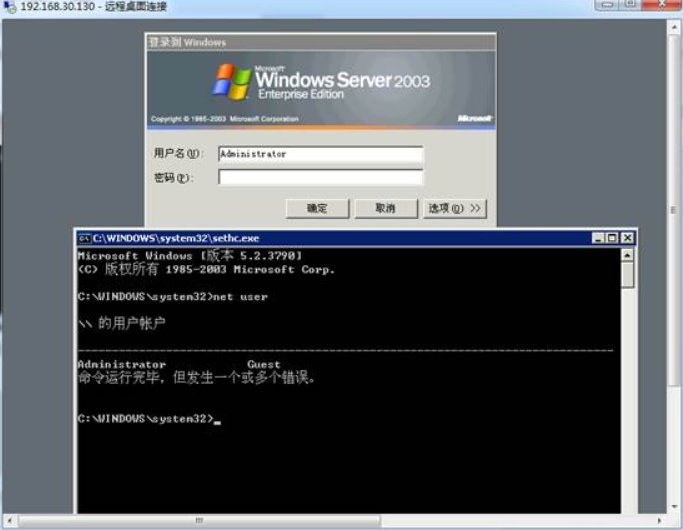 192.168.30.130 - 远程桌面连接
登录到 Windows
Microsoft
Windows Server 2003
Enterprise Edition
Copyright © 1985-2003 Microsoft Corporation
Microsoft
用户名(U):
Administrator
密码(P):
确定
取消
选项(O) >>
C:\WINDOWS\system32\sethc.exe
Microsoft Windows [版本 5.2.3790]
(C) 版权所有 1985-2003 Microsoft Corp.
C:\WINDOWS\system32>net user
\\ 的用户帐户
-------------------------------------------------------------------------------
Administrator Guest
命令运行完毕，但发生一个或多个错误。
C:\WINDOWS\system32>_